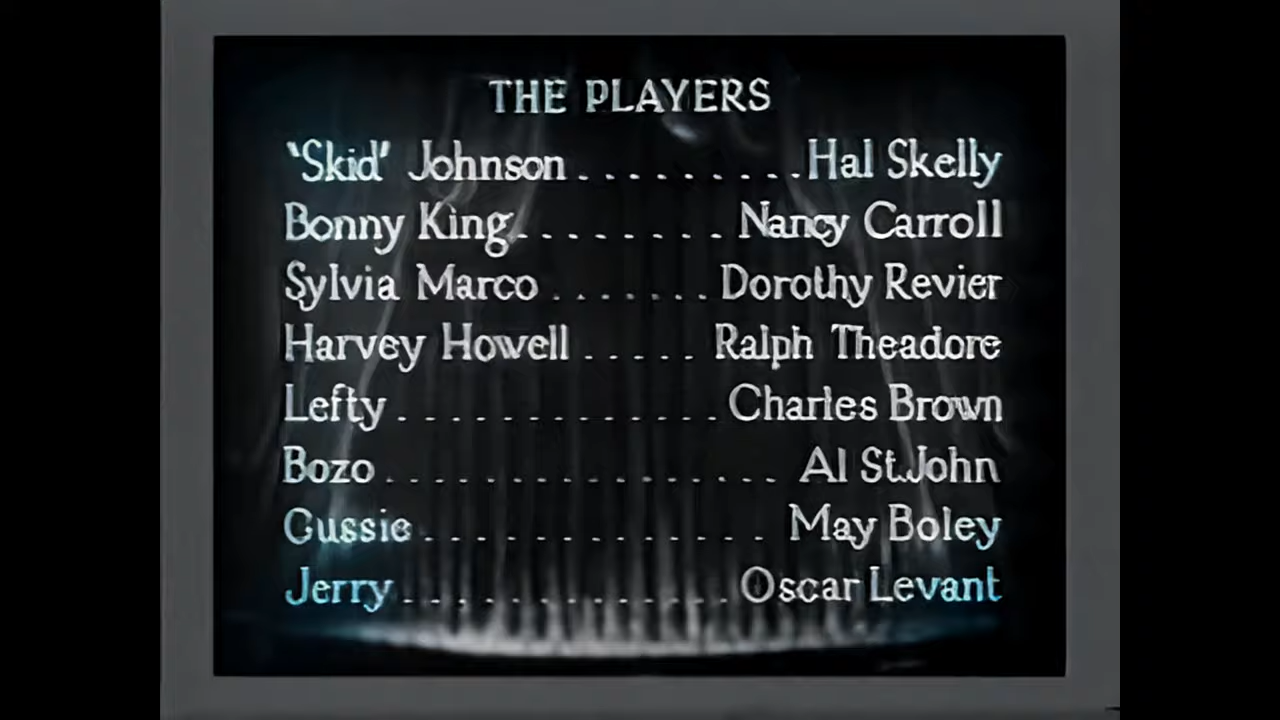 THE PLAYERS
"Skid" Johnson . . . . . . . . . Hal Skelly
Bonny King . . . . . . . . Nancy Carroll
Sylvia Marco . . . . . . . Dorothy Revier
Harvey Howell . . . . . Ralph Theadore
Lefty . . . . . . . . . . . . . Charles Brown
Bozo . . . . . . . . . . . . . . . . Al St.John
Gussie . . . . . . . . . . . . . . May Boley
Jerry . . . . . . . . . . . . . Oscar Levant